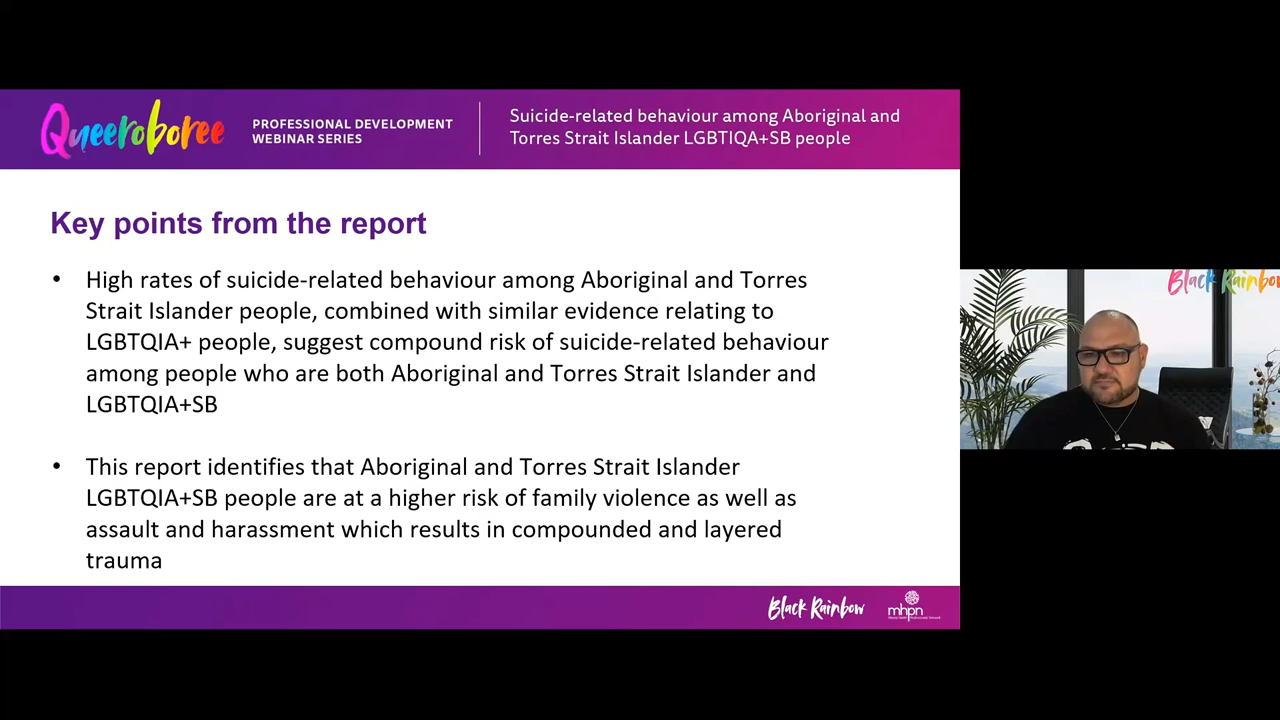 Queeroboree
PROFESSIONAL DEVELOPMENT
WEBINAR SERIES
Suicide-related behaviour among Aboriginal and
Torres Strait Islander LGBTIQA+SB people
Key points from the report
• High rates of suicide-related behaviour among Aboriginal and Torres
Strait Islander people, combined with similar evidence relating to
LGBTQIA+ people, suggest compound risk of suicide-related behaviour
among people who are both Aboriginal and Torres Strait Islander and
LGBTQIA+SB
• This report identifies that Aboriginal and Torres Strait Islander
LGBTQIA+SB people are at a higher risk of family violence as well as
assault and harassment which results in compounded and layered
trauma
Black Rainbow
mhpn
Mental Health Professionals' Network
Black Rainbow